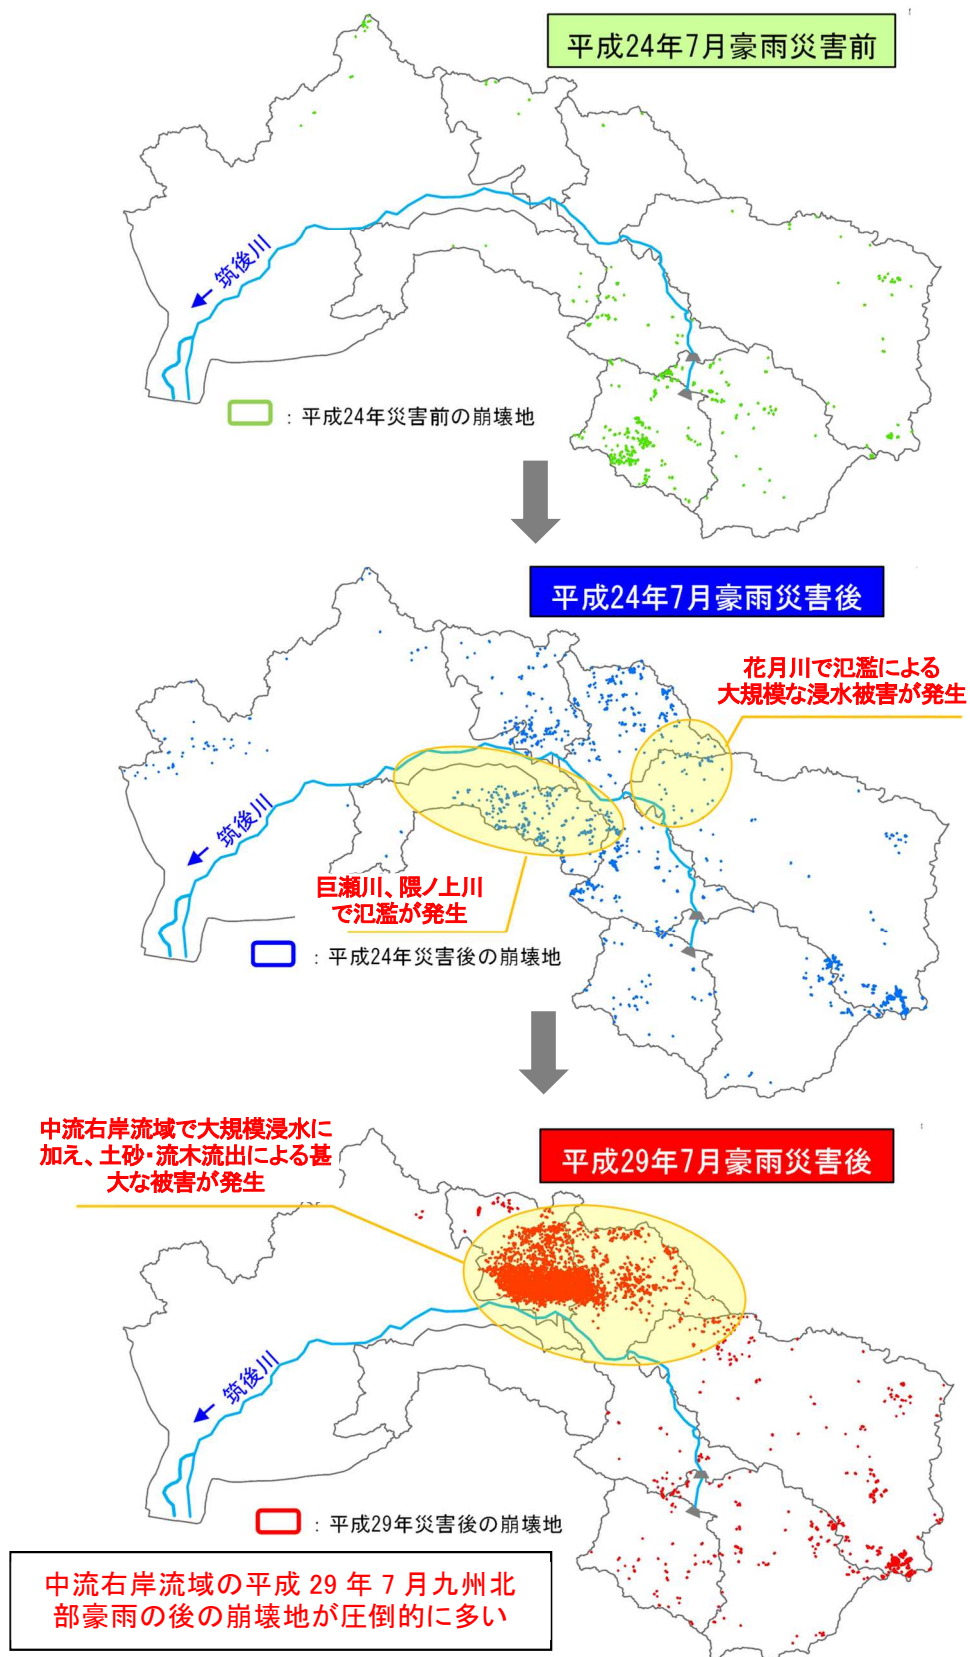 平成24年7月豪雨災害前
筑後川
：平成24年災害前の崩壊地
平成24年7月豪雨災害後
花月川で氾濫による
大規模な浸水被害が発生
筑後川
巨瀬川、隈ノ上川
で氾濫が発生
：平成24年災害後の崩壊地
中流右岸流域で大規模浸水に
加え、土砂・流木流出による甚
大な被害が発生
平成29年7月豪雨災害後
筑後川
：平成29年災害後の崩壊地
中流右岸流域の平成 29 年 7 月九州北
部豪雨の後の崩壊地が圧倒的に多い